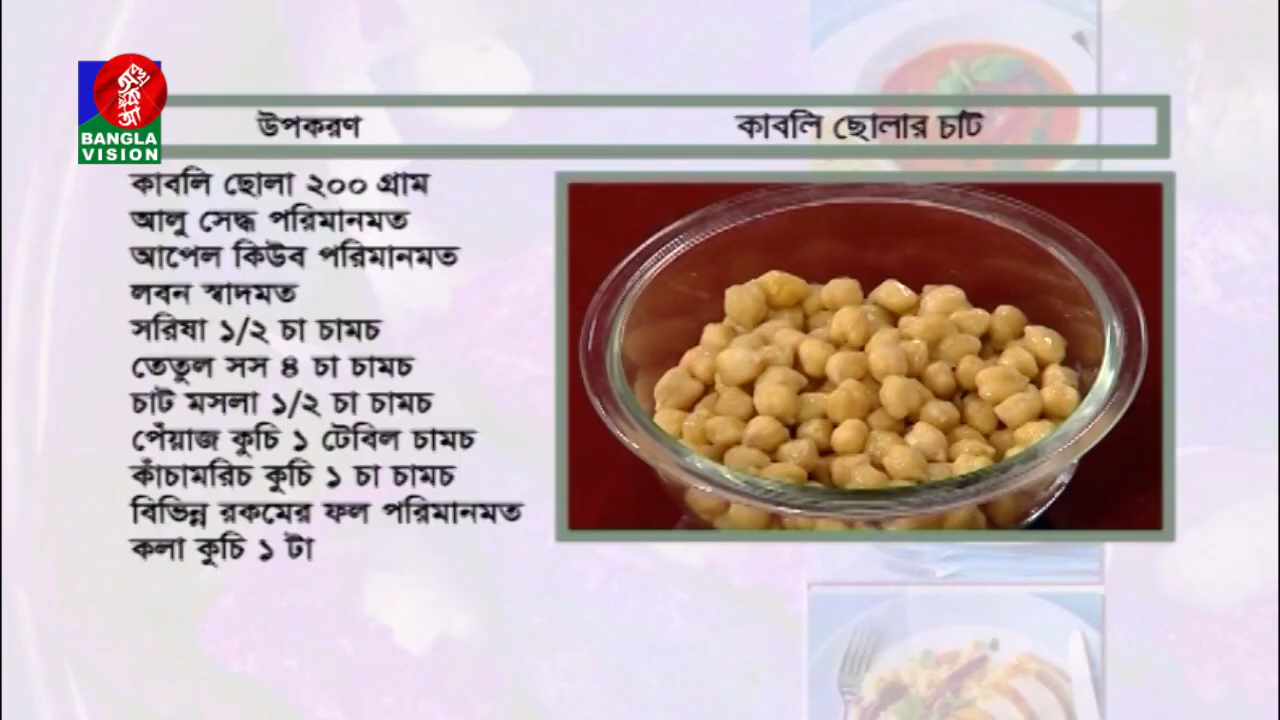 BANGLA
VISION
উপকরণ
কাবলি ছোলার চাট
কাবলি ছোলা ২০০ গ্রাম
আলু সেদ্ধ পরিমানমত
আপেল কিউব পরিমানমত
লবন স্বাদমত
সরিষা ১/২ চা চামচ
তেতুল সস ৪ চা চামচ
চাট মসলা ১/২ চা চামচ
পেঁয়াজ কুচি ১ টেবিল চামচ
কাঁচামরিচ কুচি ১ চা চামচ
বিভিন্ন রকমের ফল পরিমানমত
কলা কুচি ১ টা